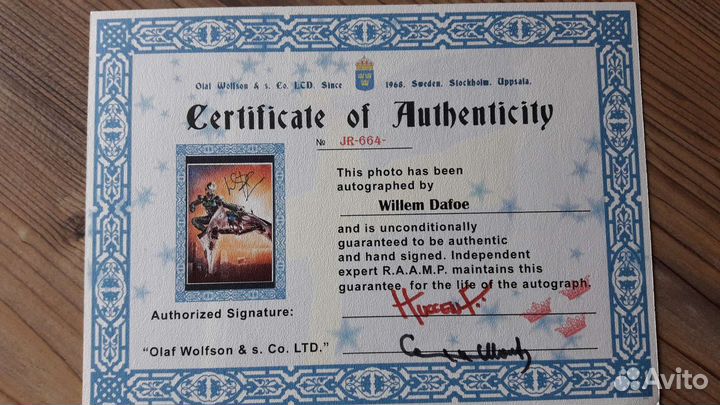 Olaf Wolfson & s. Co. LTD. Since 1968. Sweden. Stockholm. Uppsala.
Certificate of Authenticity
№ JR-664-
This photo has been
autographed by
Willem Dafoe
and is unconditionally
guaranteed to be authentic
and hand signed. Independent
expert R.A.A.M.P. maintains this
guarantee for the life of the autograph.
Authorized Signature:
"Olaf Wolfson & s. Co. LTD."
Avito